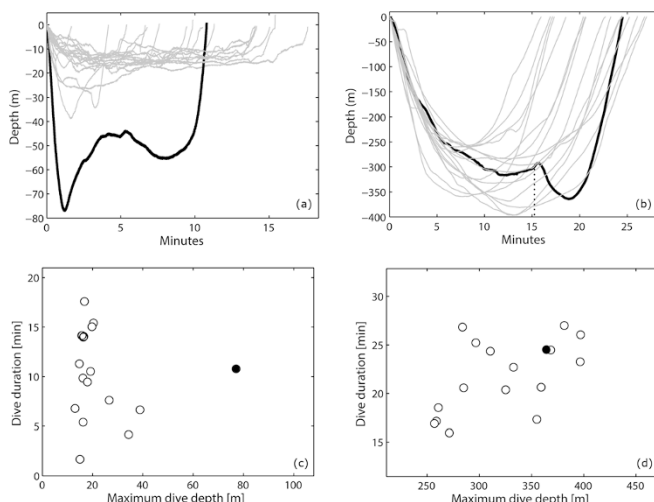 0
−10
−20
−30
−40
−50
−60
−70
−80
Depth (m)
0 5 10 15
Minutes
(a)
0
−50
−100
−150
−200
−250
−300
−350
−400
Depth (m)
0 5 10 15 20 25
Minutes
(b)
20
15
10
5
0
Dive duration [min]
0 20 40 60 80 100
Maximum dive depth [m]
(c)
30
25
20
15
Dive duration [min]
250 300 350 400 450
Maximum dive depth [m]
(d)